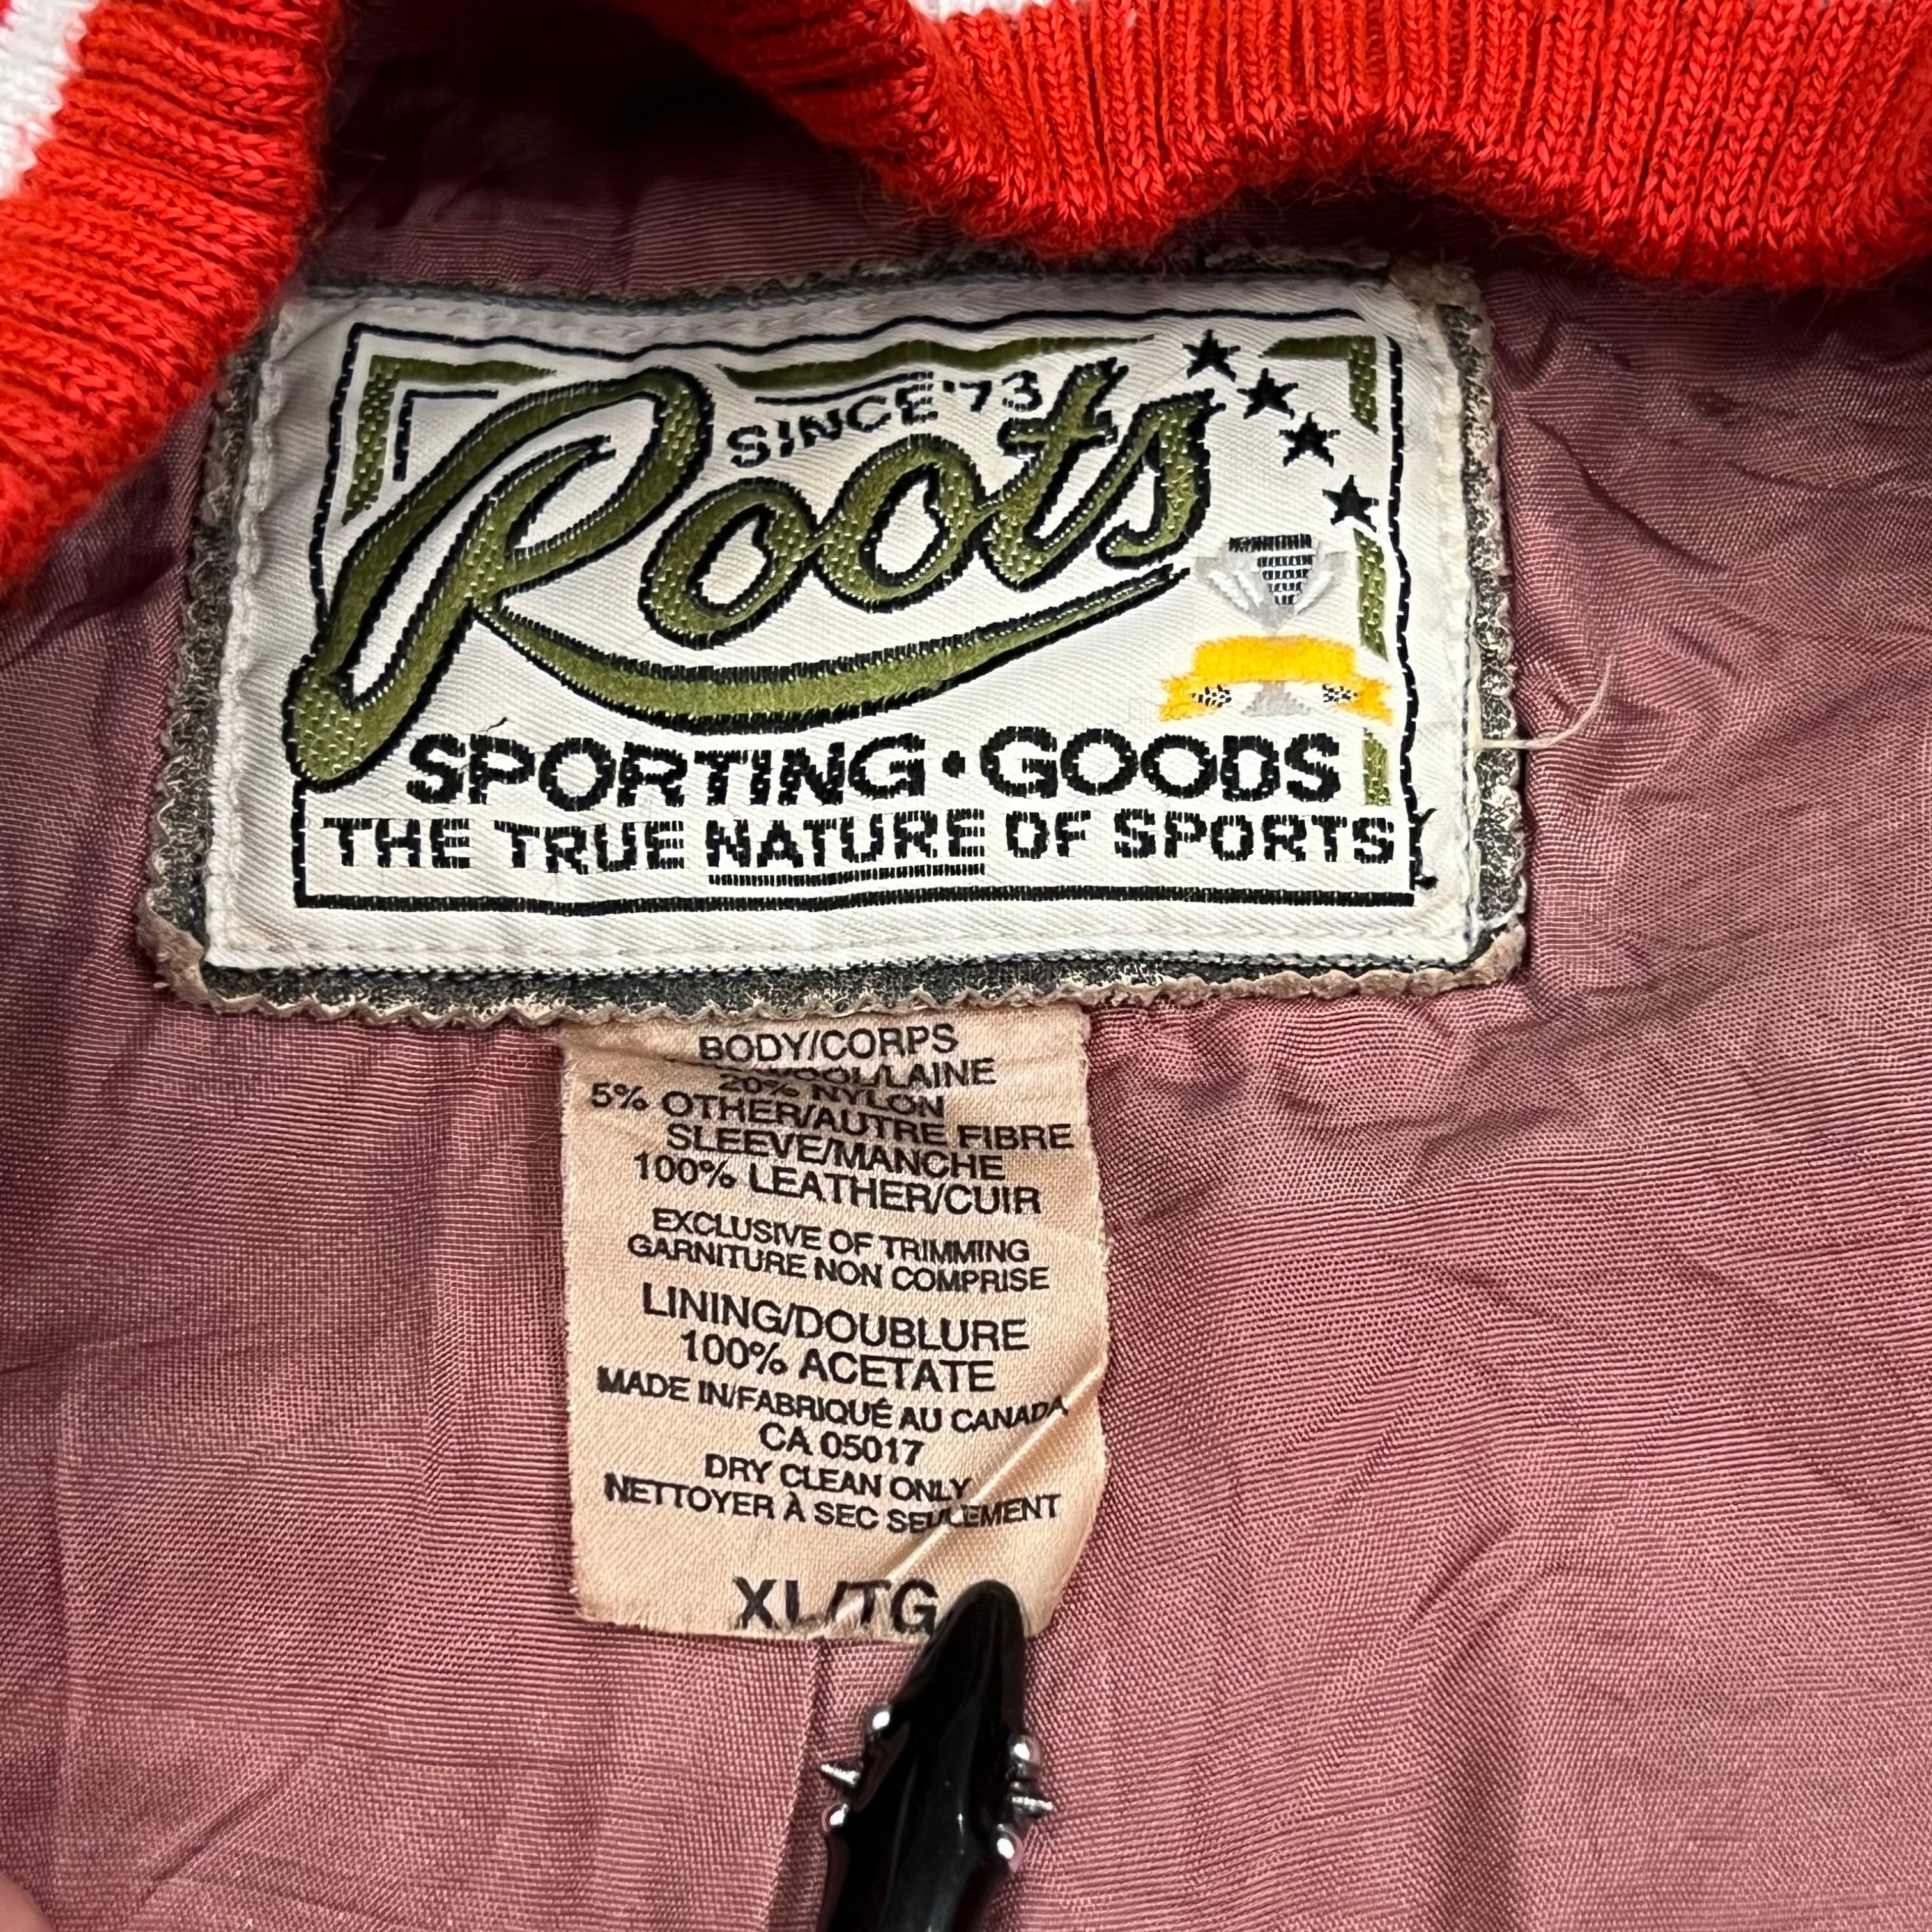 SINCE '73
Roots
SPORTING • GOODS
THE TRUE NATURE OF SPORTS
BODY/CORPS
WOOL/LAINE
20% NYLON
5% OTHER/AUTRE FIBRE
SLEEVE/MANCHE
100% LEATHER/CUIR
EXCLUSIVE OF TRIMMING
GARNITURE NON COMPRISE
LINING/DOUBLURE
100% ACETATE
MADE IN/FABRIQUÉ AU CANADA
CA 05017
DRY CLEAN ONLY
NETTOYER À SEC SEULEMENT
XL/TG